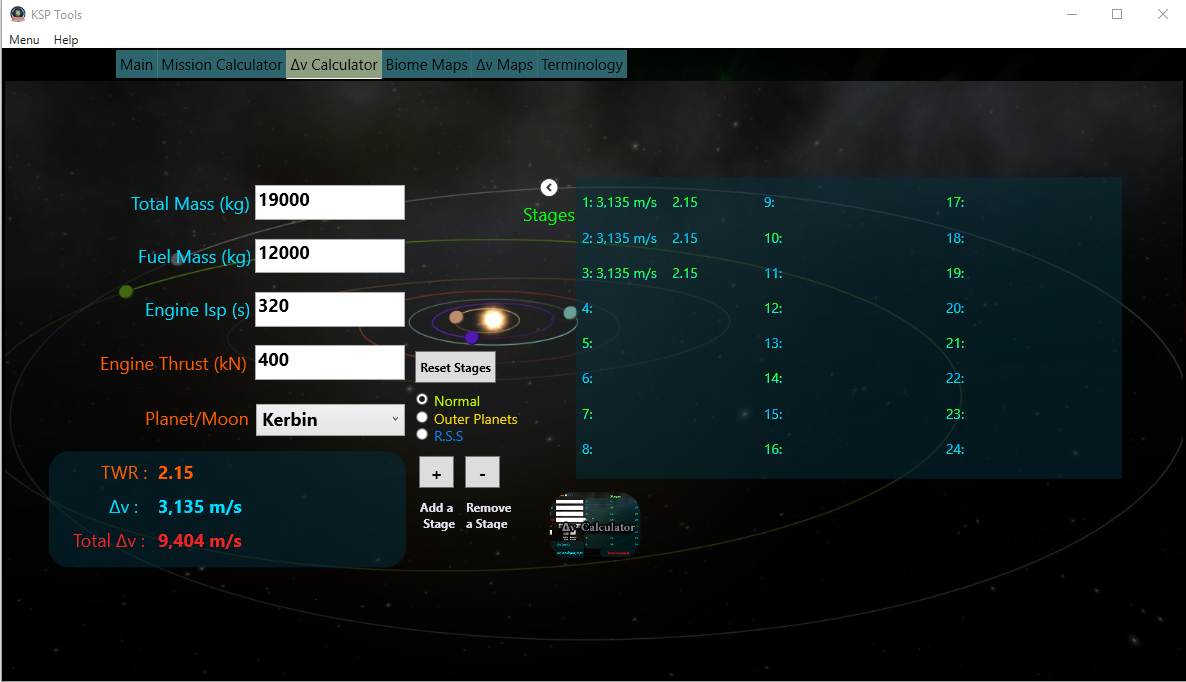 KSP Tools
Menu Help
Main Mission Calculator Δv Calculator Biome Maps Δv Maps Terminology
Total Mass (kg) 19000
Fuel Mass (kg) 12000
Engine Isp (s) 320
Engine Thrust (kN) 400
Planet/Moon Kerbin
TWR : 2.15
Δv : 3,135 m/s
Total Δv : 9,404 m/s
Reset Stages
Normal
Outer Planets
R.S.S
+ -
Add a Stage
Remove a Stage
Stages
1: 3,135 m/s 2.15
2: 3,135 m/s 2.15
3: 3,135 m/s 2.15
4:
5:
6:
7:
8:
9:
10:
11:
12:
13:
14:
15:
16:
17:
18:
19:
20:
21:
22:
23:
24:
Δv Calculator